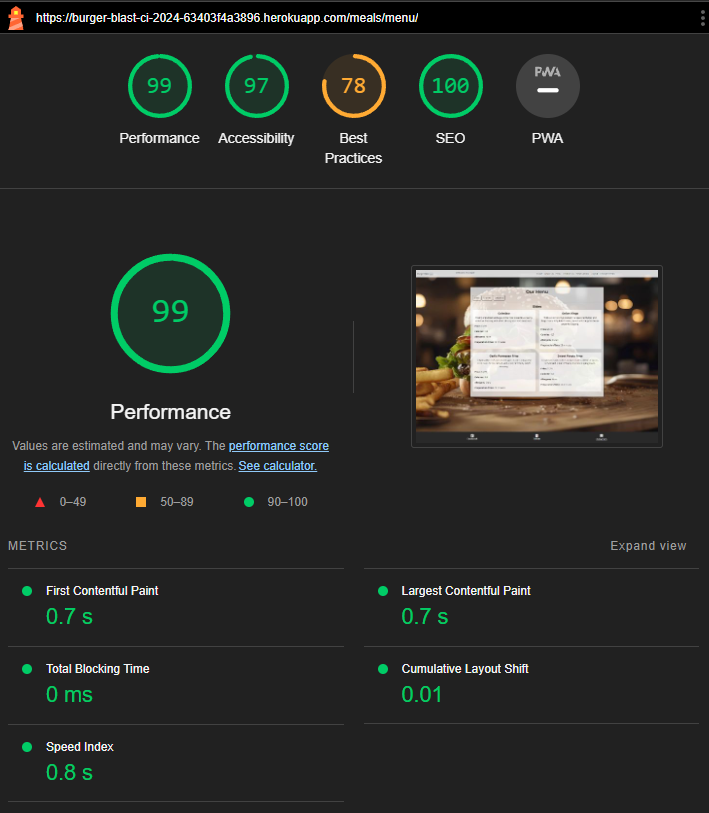 https://burger-blast-ci-2024-63403f4a3896.herokuapp.com/meals/menu/
99
97
78
100
PWA
Performance
Accessibility
Best
Practices
SEO
PWA
99
Performance
Values are estimated and may vary. The performance score
is calculated directly from these metrics. See calculator.
0–49
50–89
90–100
METRICS
Expand view
First Contentful Paint
0.7 s
Largest Contentful Paint
0.7 s
Total Blocking Time
0 ms
Cumulative Layout Shift
0.01
Speed Index
0.8 s